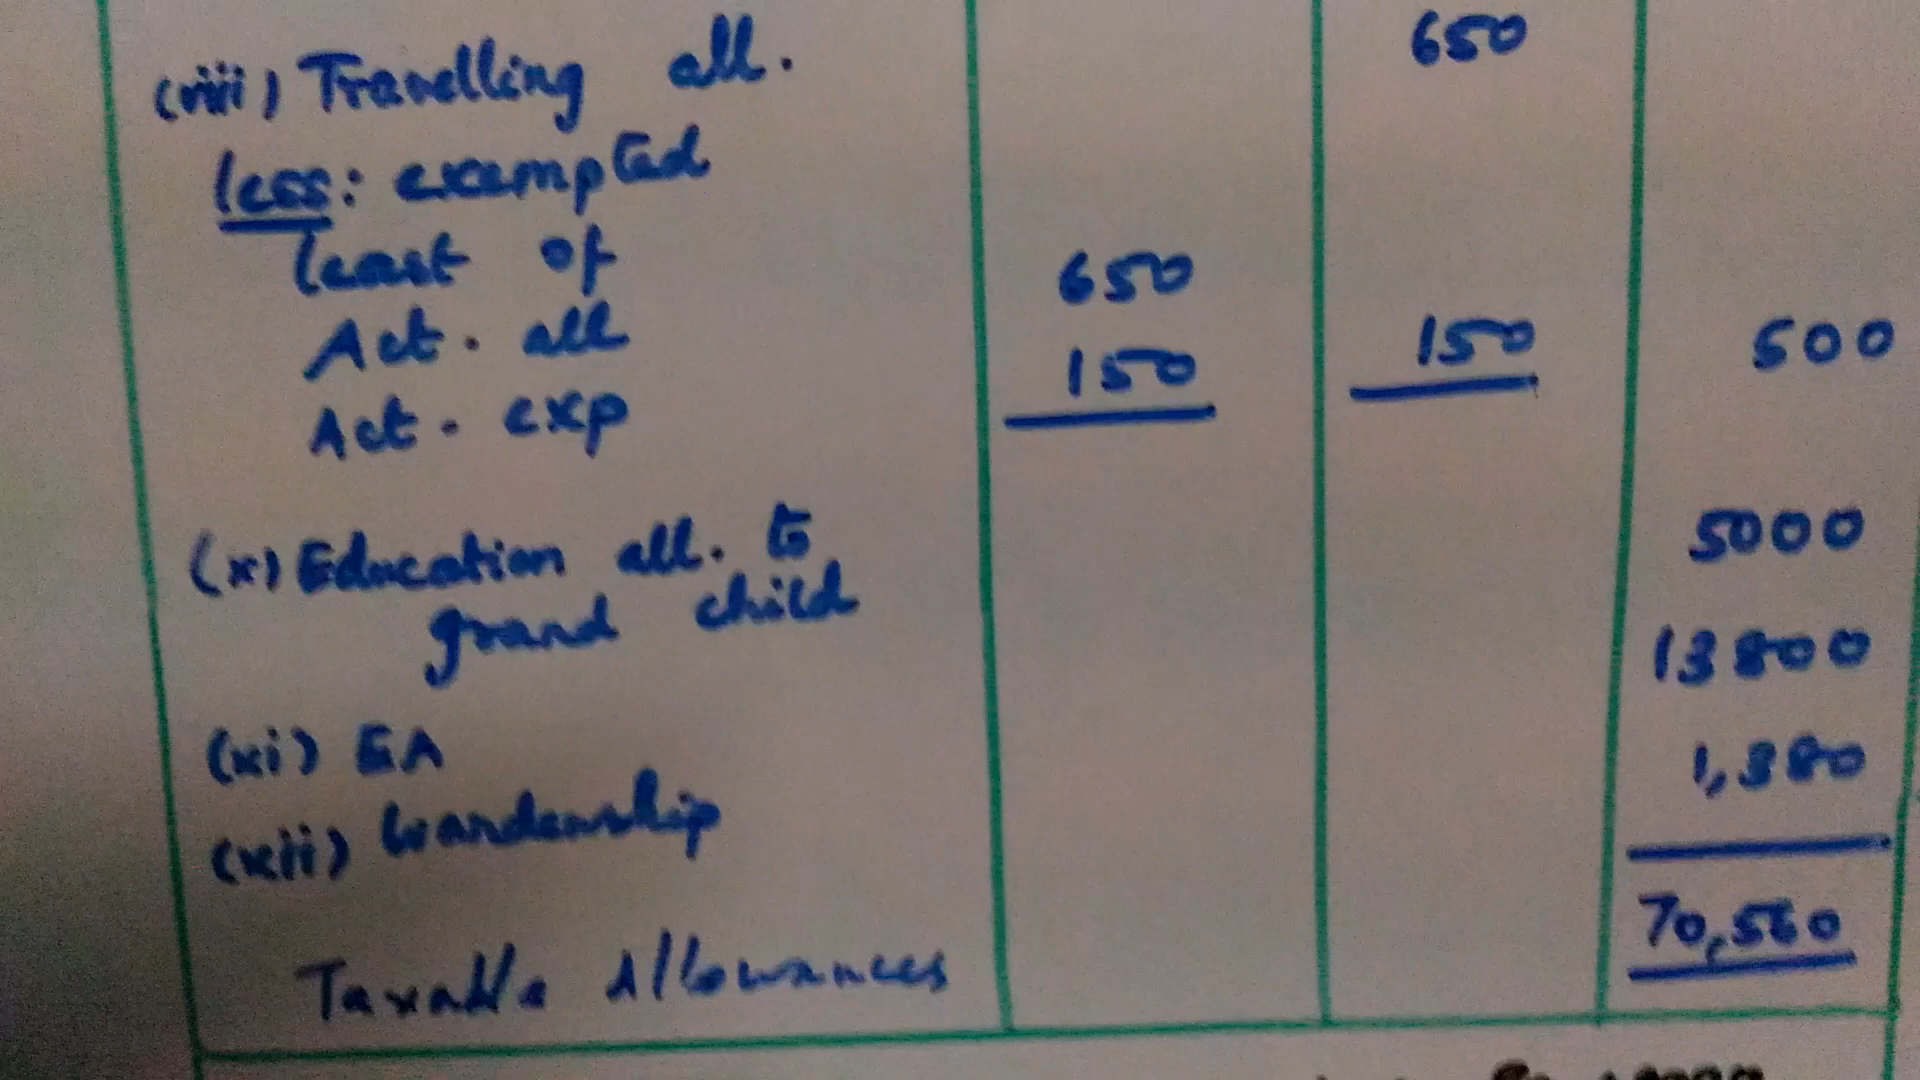 (viii) Travelling all. 650
less: exempted
least of 650
Act. all 150 150 500
Act. exp
(x) Education all. to 5000
grand child
13800
(xi) EA 1,380
(xii) Wardenship
Taxable Allowances 70,560